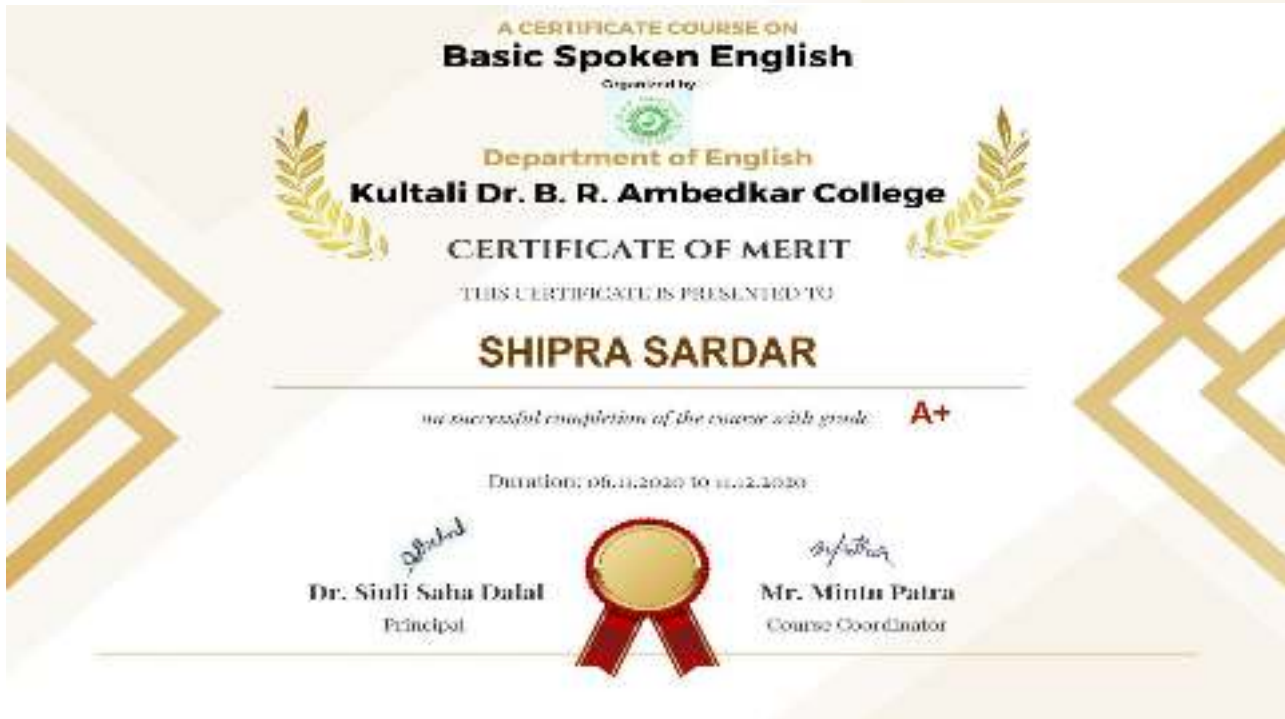 A CERTIFICATE COURSE ON
Basic Spoken English
Organized by
Department of English
Kultali Dr. B. R. Ambedkar College
CERTIFICATE OF MERIT
THIS CERTIFICATE IS PRESENTED TO
SHIPRA SARDAR
on successful completion of the course with grade A+
Duration: 06.11.2020 to 11.12.2020
Dr. Siuli Saha Dalal Mr. Mintu Patra
Principal Course Coordinator